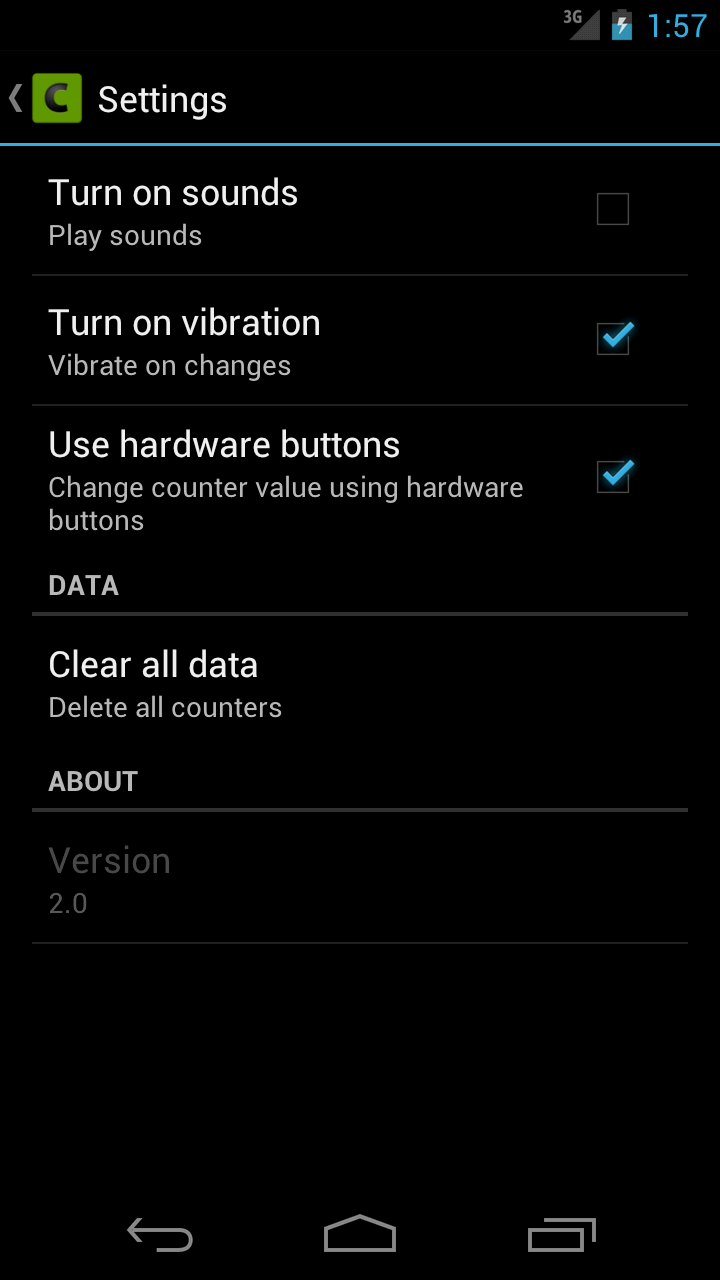 3G 1:57
C Settings
Turn on sounds
Play sounds
Turn on vibration
Vibrate on changes
Use hardware buttons
Change counter value using hardware
buttons
DATA
Clear all data
Delete all counters
ABOUT
Version
2.0